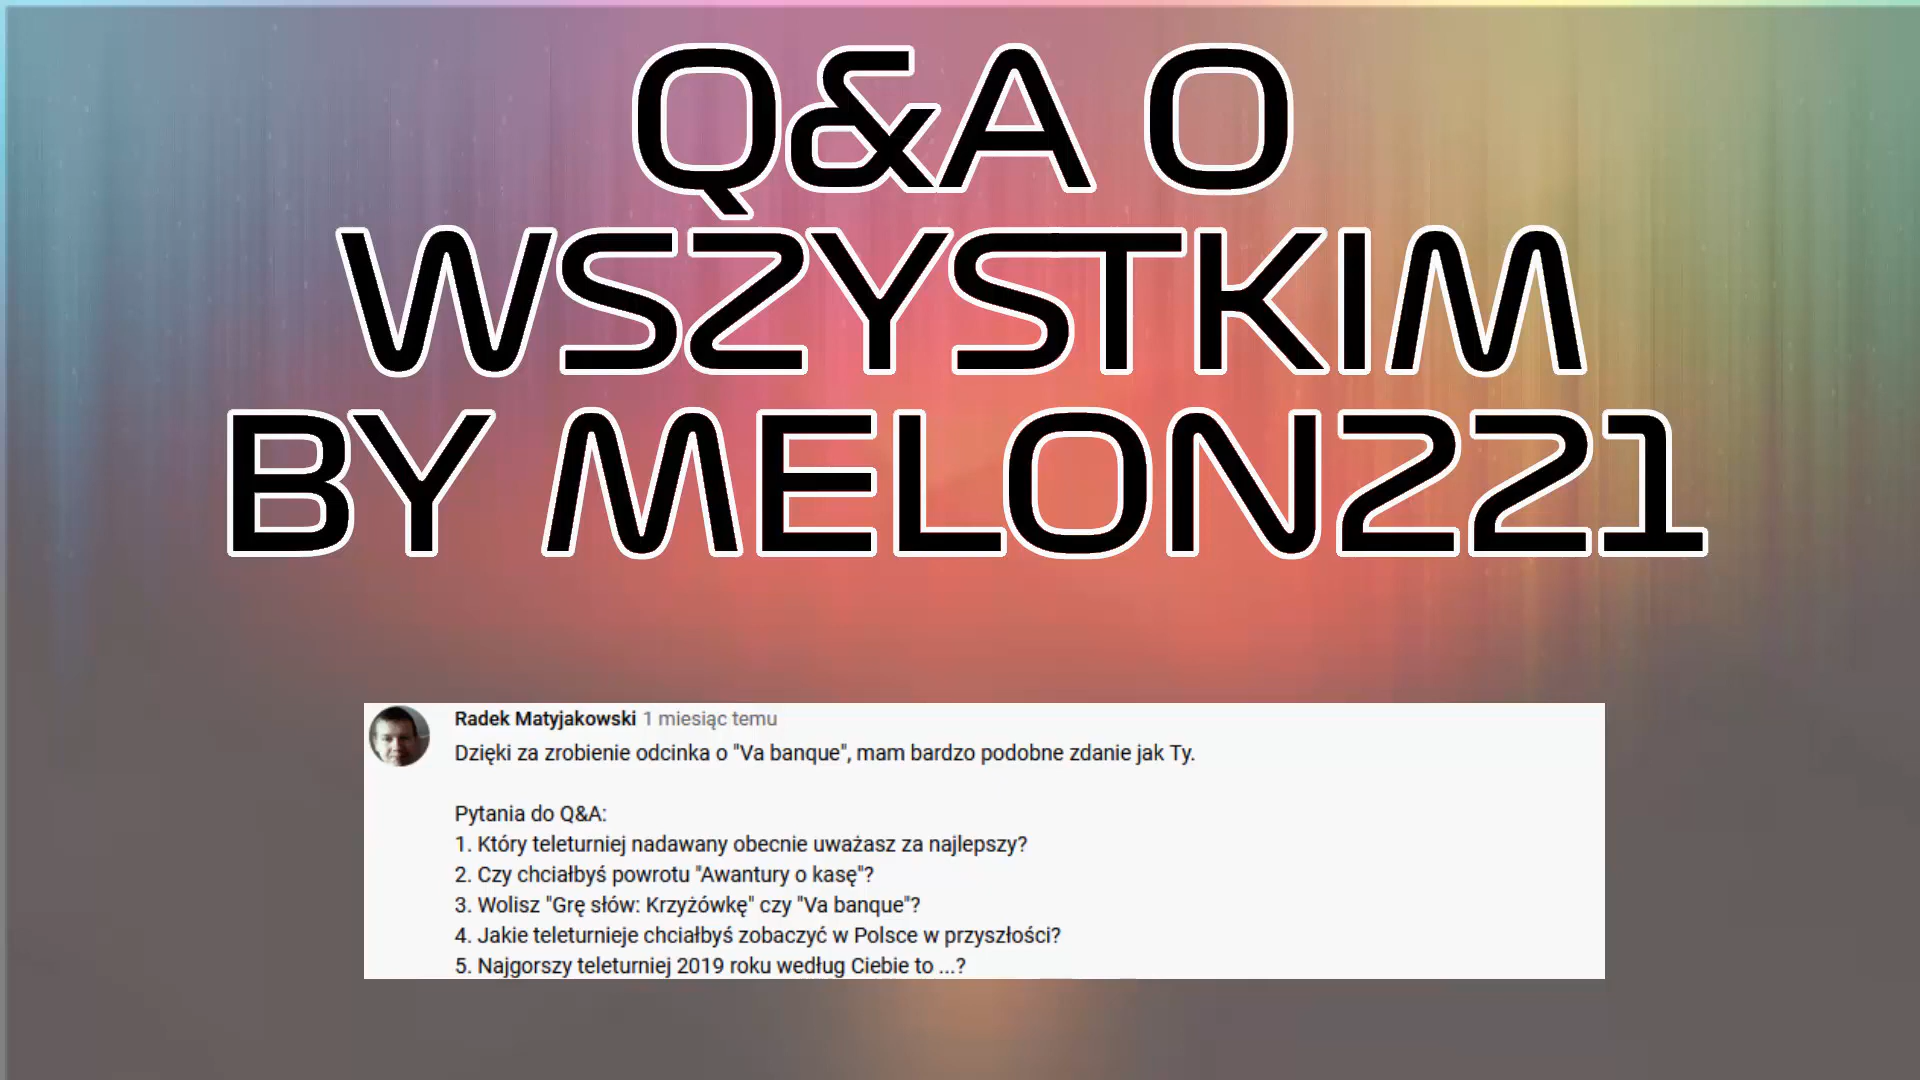 Q&A O
WSZYSTKIM
BY MELON221
Radek Matyjakowski 1 miesiąc temu
Dzięki za zrobienie odcinka o "Va banque", mam bardzo podobne zdanie jak Ty.
Pytania do Q&A:
1. Który teleturniej nadawany obecnie uważasz za najlepszy?
2. Czy chciałbyś powrotu "Awantury o kasę"?
3. Wolisz "Grę słów: Krzyżówkę" czy "Va banque"?
4. Jakie teleturnieje chciałbyś zobaczyć w Polsce w przyszłości?
5. Najgorszy teleturniej 2019 roku według Ciebie to ...?